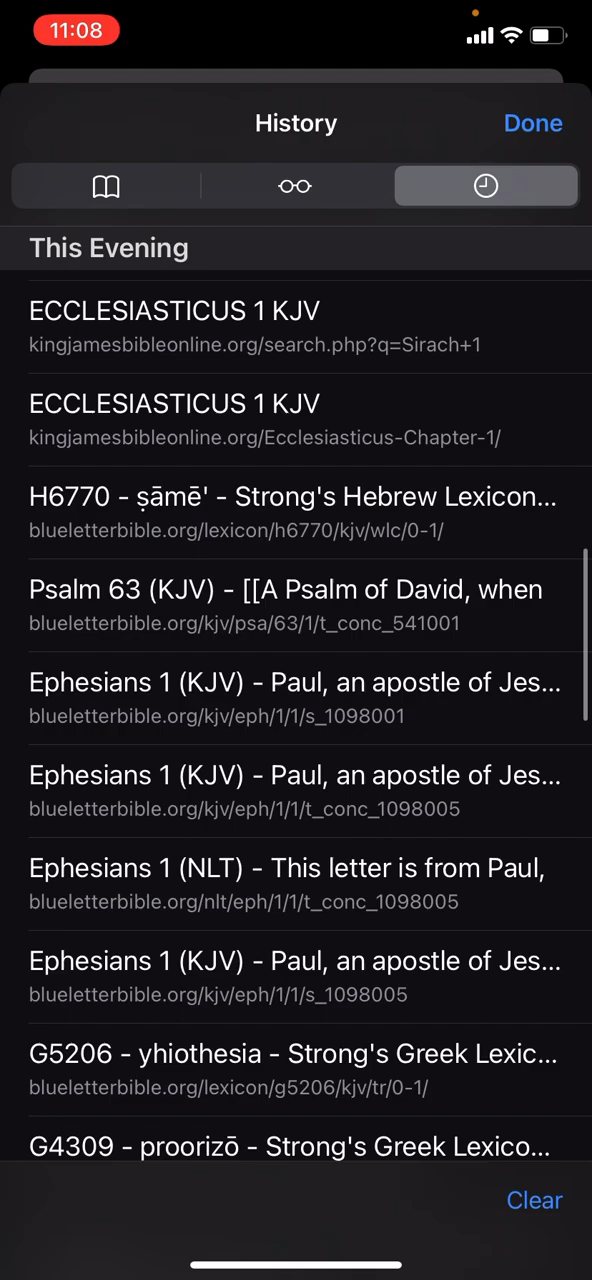 11:08
History
Done
This Evening
ECCLESIASTICUS 1 KJV
kingjamesbibleonline.org/search.php?q=Sirach+1
ECCLESIASTICUS 1 KJV
kingjamesbibleonline.org/Ecclesiasticus-Chapter-1/
H6770 - ṣāmē' - Strong's Hebrew Lexicon...
blueletterbible.org/lexicon/h6770/kjv/wlc/0-1/
Psalm 63 (KJV) - [[A Psalm of David, when
blueletterbible.org/kjv/psa/63/1/t_conc_541001
Ephesians 1 (KJV) - Paul, an apostle of Jes...
blueletterbible.org/kjv/eph/1/1/s_1098001
Ephesians 1 (KJV) - Paul, an apostle of Jes...
blueletterbible.org/kjv/eph/1/1/t_conc_1098005
Ephesians 1 (NLT) - This letter is from Paul,
blueletterbible.org/nlt/eph/1/1/t_conc_1098005
Ephesians 1 (KJV) - Paul, an apostle of Jes...
blueletterbible.org/kjv/eph/1/1/s_1098005
G5206 - yhiothesia - Strong's Greek Lexic...
blueletterbible.org/lexicon/g5206/kjv/tr/0-1/
G4309 - proorizō - Strong's Greek Lexico...
Clear